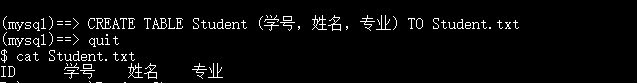 (mysql)==> CREATE TABLE Student (学号，姓名，专业) TO Student.txt
(mysql)==> quit
$ cat Student.txt
ID 学号 姓名 专业